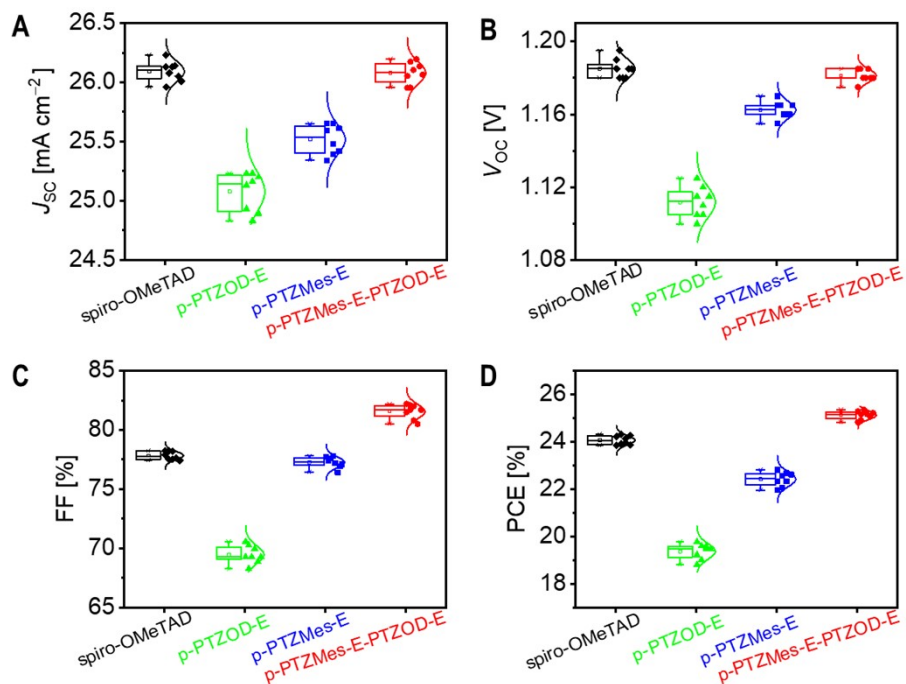 A
J_SC [mA cm⁻²]
26.5
26.0
25.5
25.0
24.5
spiro-OMeTAD
p-PTZOD-E
p-PTZMes-E
p-PTZMes-E-PTZOD-E
B
V_OC [V]
1.20
1.16
1.12
1.08
spiro-OMeTAD
p-PTZOD-E
p-PTZMes-E
p-PTZMes-E-PTZOD-E
C
FF [%]
85
80
75
70
65
spiro-OMeTAD
p-PTZOD-E
p-PTZMes-E
p-PTZMes-E-PTZOD-E
D
PCE [%]
26
24
22
20
18
spiro-OMeTAD
p-PTZOD-E
p-PTZMes-E
p-PTZMes-E-PTZOD-E